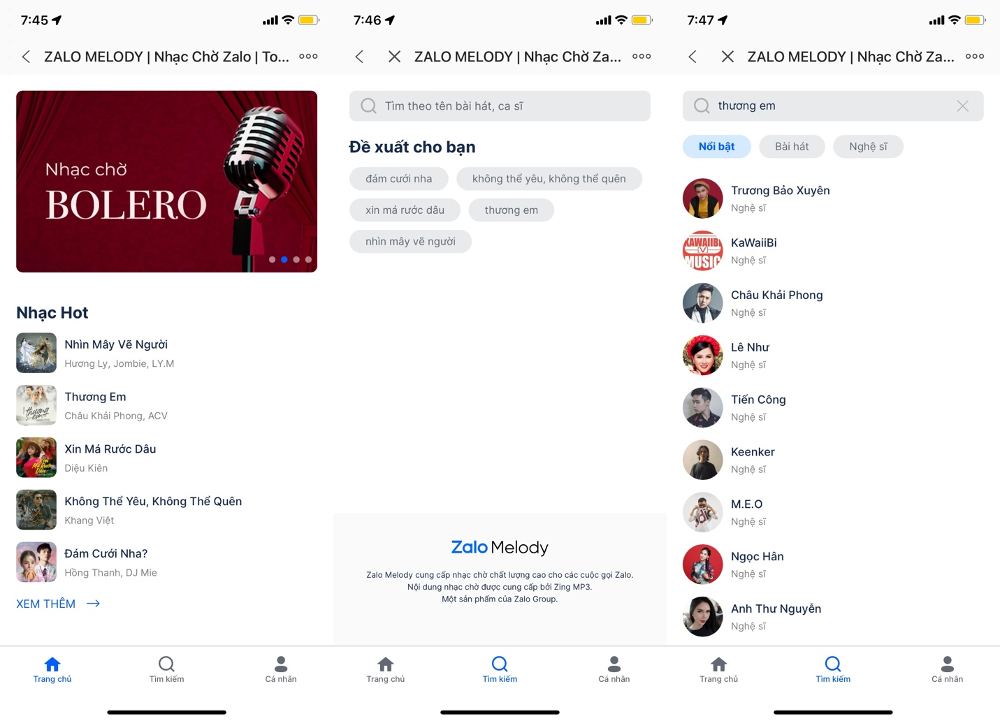 7:45
ZALO MELODY | Nhạc Chờ Zalo | To...
Nhạc chờ
BOLERO
Nhạc Hot
Nhìn Mây Vẽ Người
Hương Ly, Jombie, LY.M
Thương Em
Châu Khải Phong, ACV
Xin Má Rước Dâu
Diệu Kiên
Không Thể Yêu, Không Thể Quên
Khang Việt
Đám Cưới Nha?
Hồng Thanh, DJ Mie
XEM THÊM
Trang chủ
Tìm kiếm
Cá nhân
7:46
ZALO MELODY | Nhạc Chờ Za...
Tìm theo tên bài hát, ca sĩ
Đề xuất cho bạn
đám cưới nha
không thể yêu, không thể quên
xin má rước dâu
thương em
nhìn mây vẽ người
Zalo Melody
Zalo Melody cung cấp nhạc chờ chất lượng cao cho các cuộc gọi Zalo.
Nội dung nhạc chờ được cung cấp bởi Zing MP3.
Một sản phẩm của Zalo Group.
Trang chủ
Tìm kiếm
Cá nhân
7:47
ZALO MELODY | Nhạc Chờ Za...
thương em
Nổi bật
Bài hát
Nghệ sĩ
Trương Bảo Xuyên
Nghệ sĩ
KAWAIIBI
MUSIC
KaWaiiBi
Nghệ sĩ
Châu Khải Phong
Nghệ sĩ
Lê Như
Nghệ sĩ
Tiến Công
Nghệ sĩ
Keenker
Nghệ sĩ
M.E.O
Nghệ sĩ
Ngọc Hân
Nghệ sĩ
Anh Thư Nguyễn
Nghệ sĩ
Trang chủ
Tìm kiếm
Cá nhân